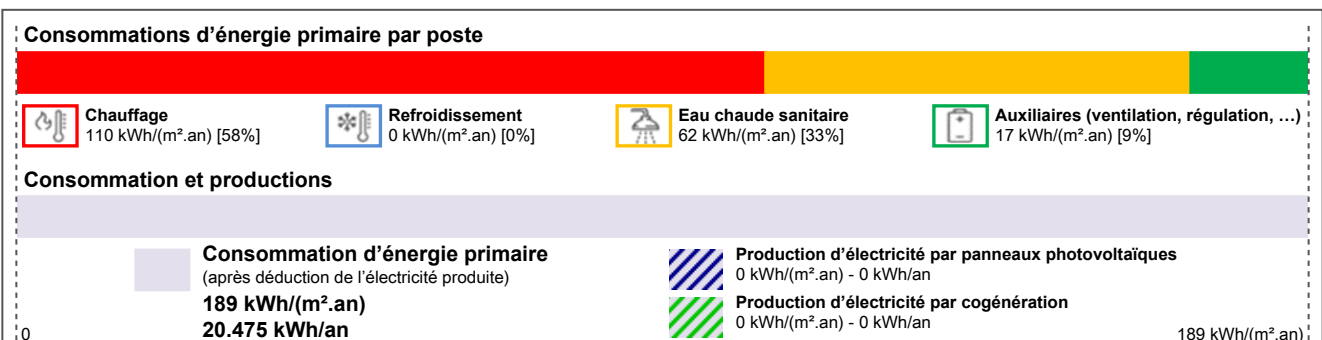 Consommations d’énergie primaire par poste
Chauffage
110 kWh/(m².an) [58%]
Refroidissement
0 kWh/(m².an) [0%]
Eau chaude sanitaire
62 kWh/(m².an) [33%]
Auxiliaires (ventilation, régulation, …)
17 kWh/(m².an) [9%]
Consommation et productions
Consommation d’énergie primaire
(après déduction de l’électricité produite)
189 kWh/(m².an)
20.475 kWh/an
Production d’électricité par panneaux photovoltaïques
0 kWh/(m².an) - 0 kWh/an
Production d’électricité par cogénération
0 kWh/(m².an) - 0 kWh/an
0
189 kWh/(m².an)